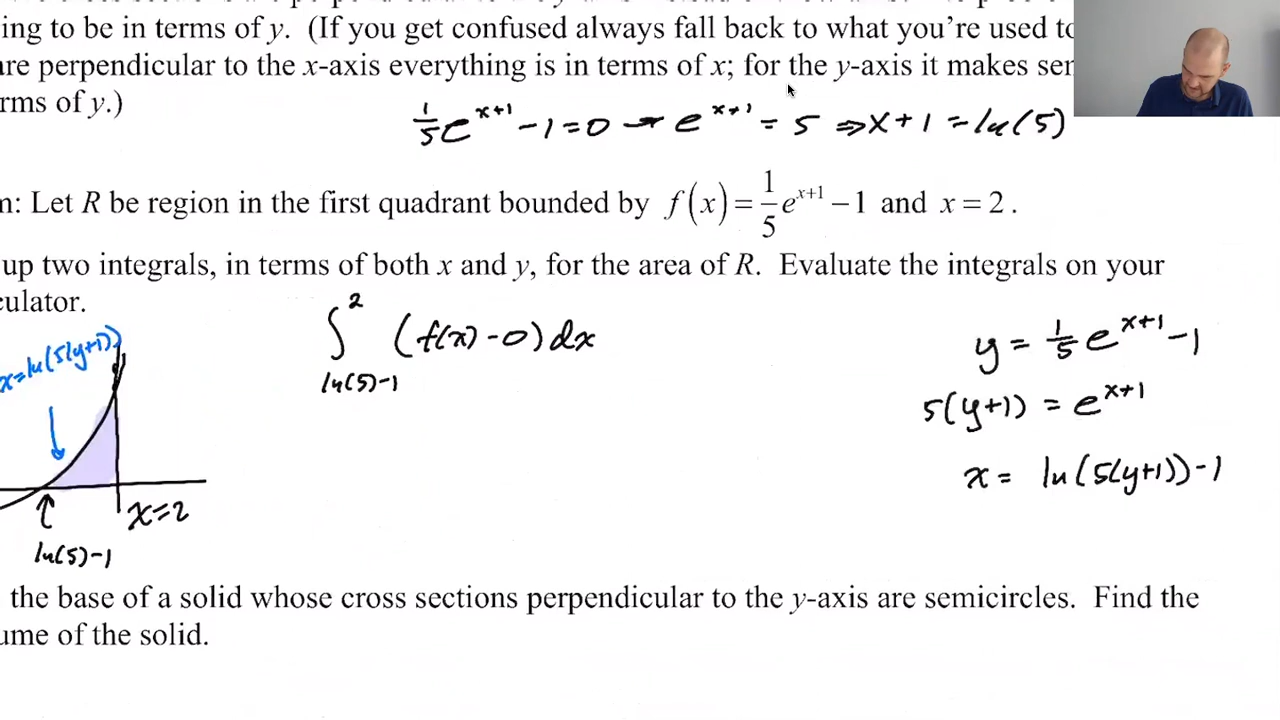 ing to be in terms of y. (If you get confused always fall back to what you're used to
re perpendicular to the x-axis everything is in terms of x; for the y-axis it makes sen
rms of y.)
1/5 e^(x+1) - 1 = 0 → e^(x+1) = 5 ⇒ x + 1 = ln(5)
m: Let R be region in the first quadrant bounded by f(x) = 1/5 e^(x+1) − 1 and x = 2 .
up two integrals, in terms of both x and y, for the area of R. Evaluate the integrals on your
culator.
x=ln(5(y+1))
∫_(ln(5)-1)^2 (f(x) - 0) dx
y = 1/5 e^(x+1) - 1
5(y+1) = e^(x+1)
x = ln(5(y+1)) - 1
x=2
ln(5)-1
the base of a solid whose cross sections perpendicular to the y-axis are semicircles. Find the
ume of the solid.